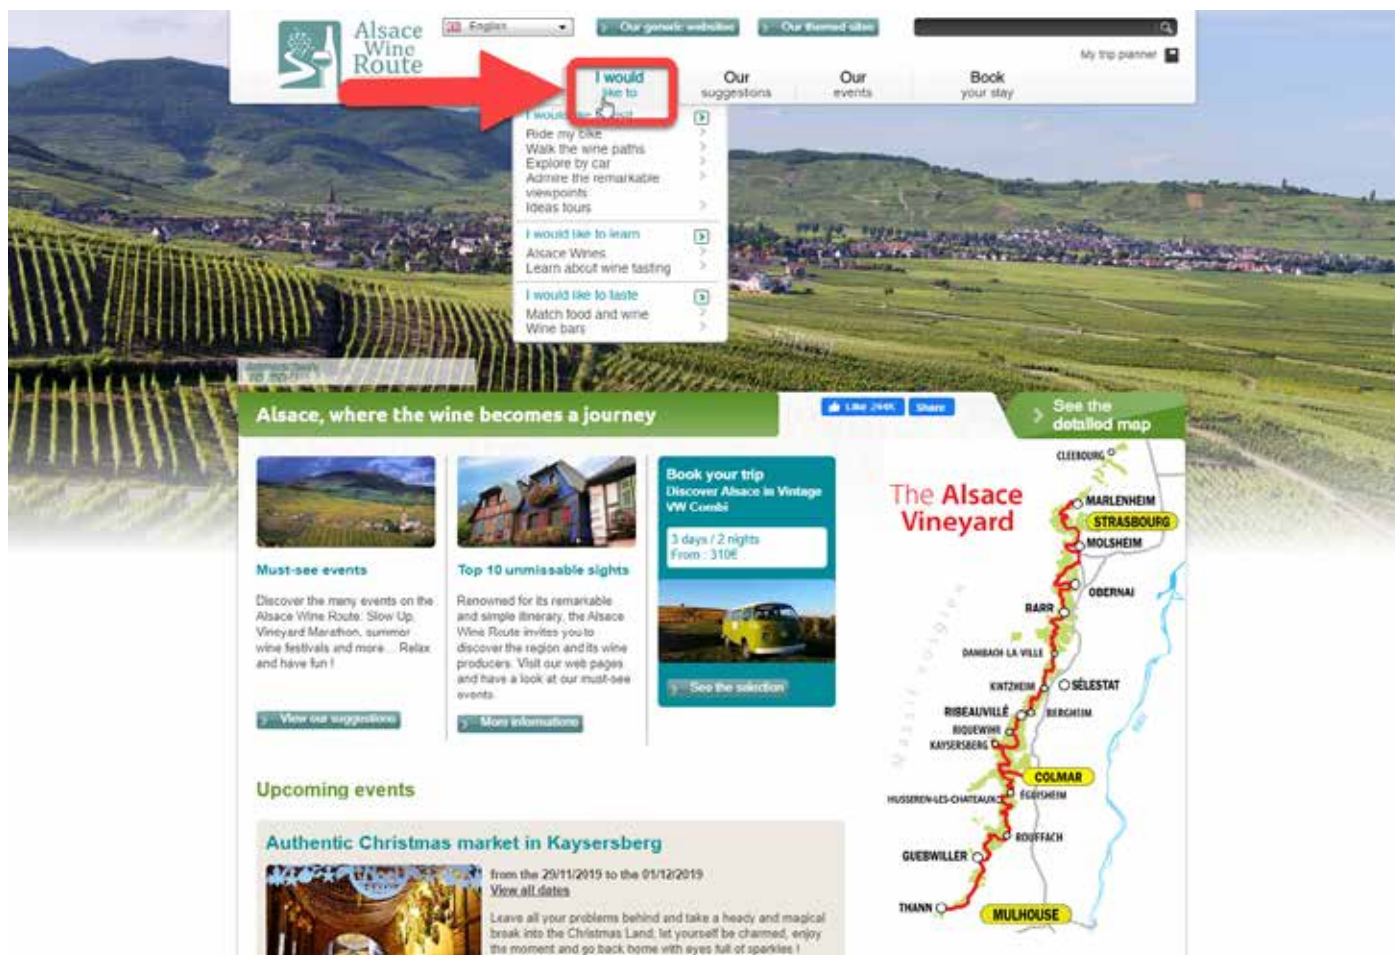 Alsace
Wine
Route
English
Our generic websites
Our themed sites
My trip planner
I would
like to
Our
suggestions
Our
events
Book
your stay
I would like
visit
Ride my bike
Walk the wine paths
Explore by car
Admire the remarkable
viewpoints
Ideas tours
I would like to learn
Alsace Wines
Learn about wine tasting
I would like to taste
Match food and wine
Wine bars
Alsace, where the wine becomes a journey
Like 244K
Share
See the
detailed map
Must-see events
Discover the many events on the
Alsace Wine Route: Slow Up,
Vineyard Marathon, summer
wine festivals and more... Relax
and have fun !
View our suggestions
Top 10 unmissable sights
Renowned for its remarkable
and simple itinerary, the Alsace
Wine Route invites you to
discover the region and its wine
producers. Visit our web pages
and have a look at our must-see
events.
More informations
Book your trip
Discover Alsace in Vintage
VW Combi
3 days / 2 nights
From : 310€
See the selection
The Alsace
Vineyard
CLEEBOURG
MARLENHEIM
STRASBOURG
MOLSHEIM
OBERNAI
BARR
DAMBACH-LA-VILLE
KINTZHEIM
SÉLESTAT
RIBEAUVILLÉ
BERGHEIM
RIQUEWIHR
KAYSERSBERG
COLMAR
HUSSEREN-LES-CHATEAUX
EGUISHEIM
ROUFFACH
GUEBWILLER
THANN
MULHOUSE
Massif vosgien
Upcoming events
Authentic Christmas market in Kaysersberg
from the 29/11/2019 to the 01/12/2019
View all dates
Leave all your problems behind and take a heady and magical
break into the Christmas Land, let yourself be charmed, enjoy
the moment and go back home with eyes full of sparkles !